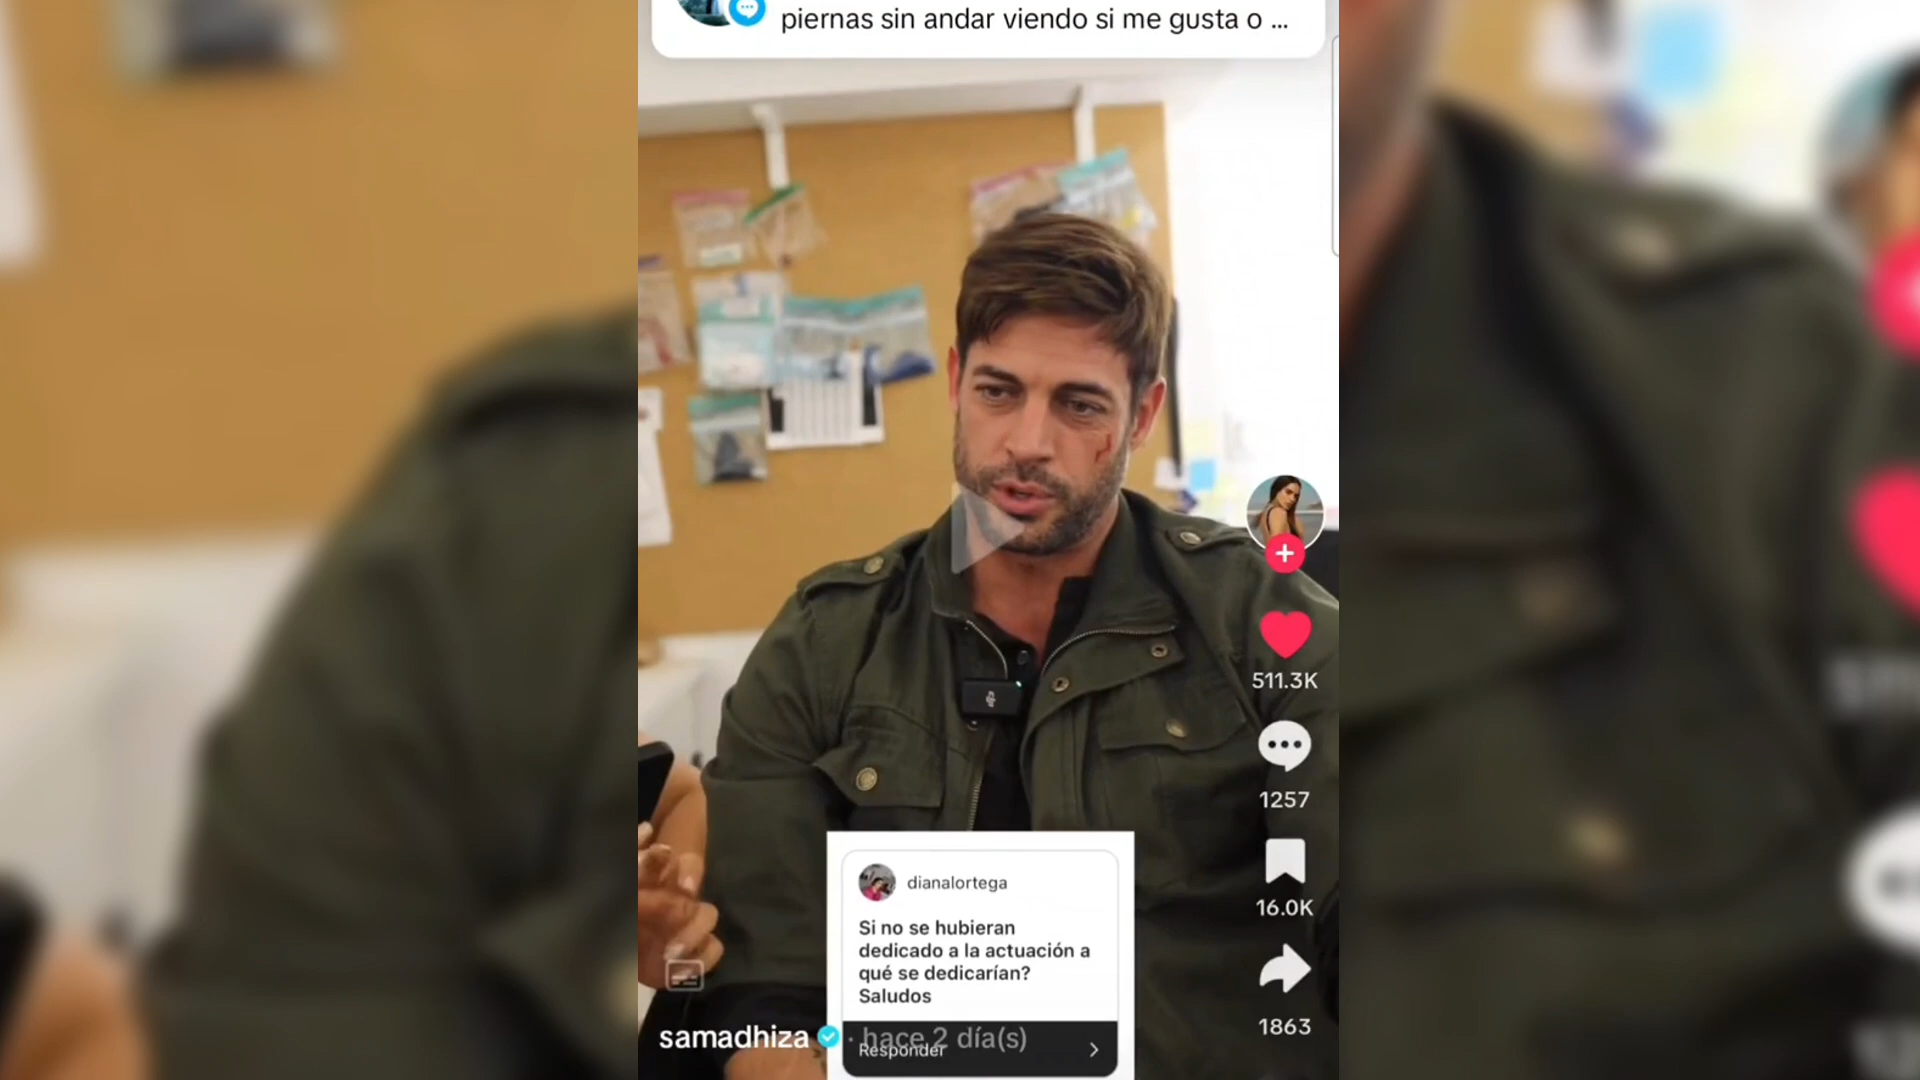 piernas sin andar viendo si me gusta o ...
511.3K
1257
16.0K
1863
dianalortega
Si no se hubieran
dedicado a la actuación a
qué se dedicarían?
Saludos
samadhiza · hace 2 día(s)
Responder